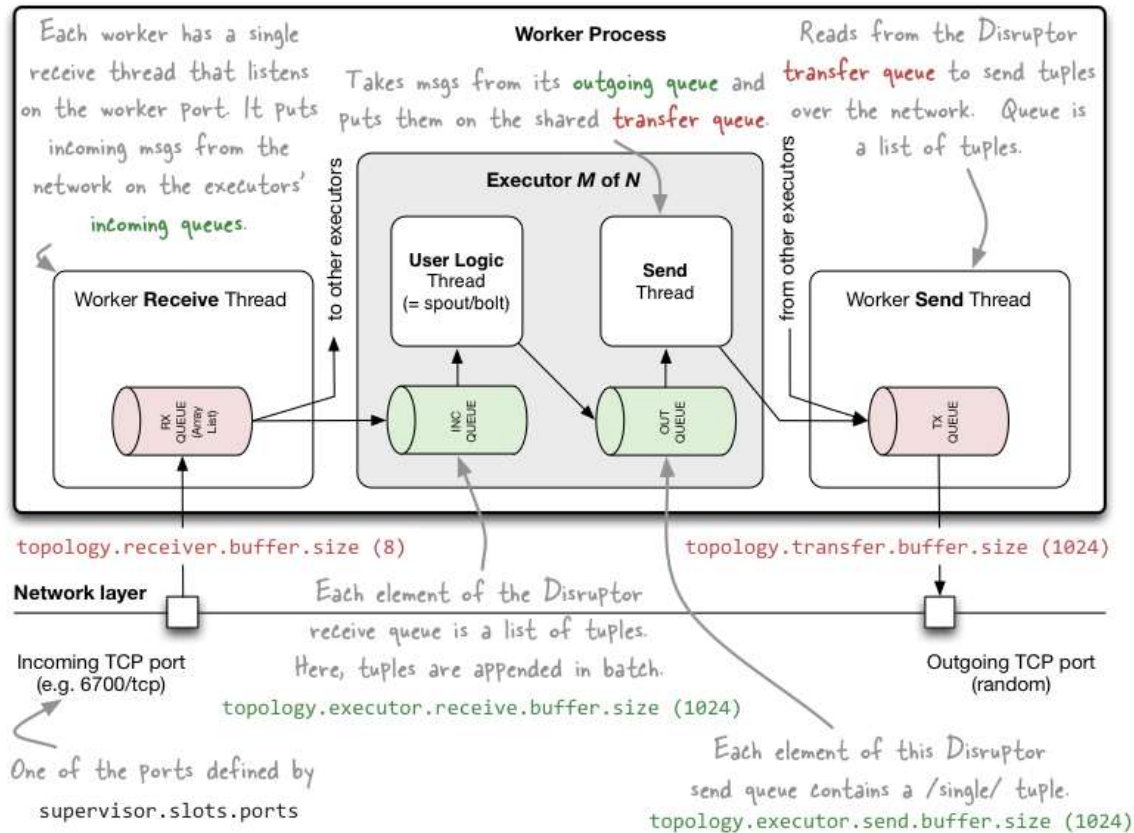 Worker Process
Each worker has a single
receive thread that listens
on the worker port. It puts
incoming msgs from the
network on the executors'
incoming queues.
Takes msgs from its outgoing queue and
puts them on the shared transfer queue.
Reads from the Disruptor
transfer queue to send tuples
over the network. Queue is
a list of tuples.
Executor M of N
to other executors
from other executors
Worker Receive Thread
User Logic
Thread
(= spout/bolt)
Send
Thread
Worker Send Thread
RX
QUEUE
(Array
List)
INC
QUEUE
OUT
QUEUE
TX
QUEUE
topology.receiver.buffer.size (8)
topology.transfer.buffer.size (1024)
Network layer
Each element of the Disruptor
receive queue is a list of tuples.
Here, tuples are appended in batch.
topology.executor.receive.buffer.size (1024)
Incoming TCP port
(e.g. 6700/tcp)
Outgoing TCP port
(random)
One of the ports defined by
supervisor.slots.ports
Each element of this Disruptor
send queue contains a /single/ tuple.
topology.executor.send.buffer.size (1024)